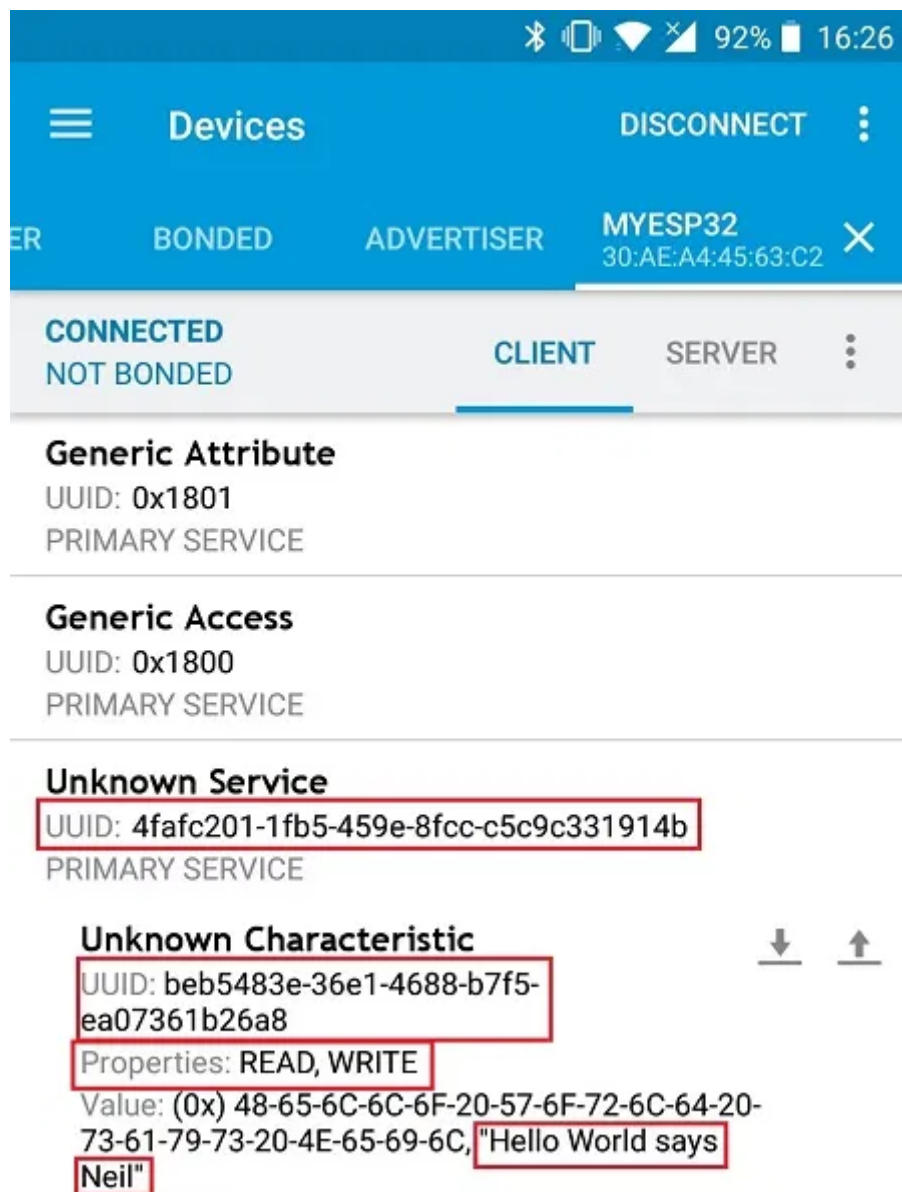 92% 16:26
Devices DISCONNECT
ER BONDED ADVERTISER MYESP32
30:AE:A4:45:63:C2
CONNECTED
NOT BONDED
CLIENT SERVER
Generic Attribute
UUID: 0x1801
PRIMARY SERVICE
Generic Access
UUID: 0x1800
PRIMARY SERVICE
Unknown Service
UUID: 4fafc201-1fb5-459e-8fcc-c5c9c331914b
PRIMARY SERVICE
Unknown Characteristic
UUID: beb5483e-36e1-4688-b7f5-
ea07361b26a8
Properties: READ, WRITE
Value: (0x) 48-65-6C-6C-6F-20-57-6F-72-6C-64-20-
73-61-79-73-20-4E-65-69-6C, "Hello World says
Neil"